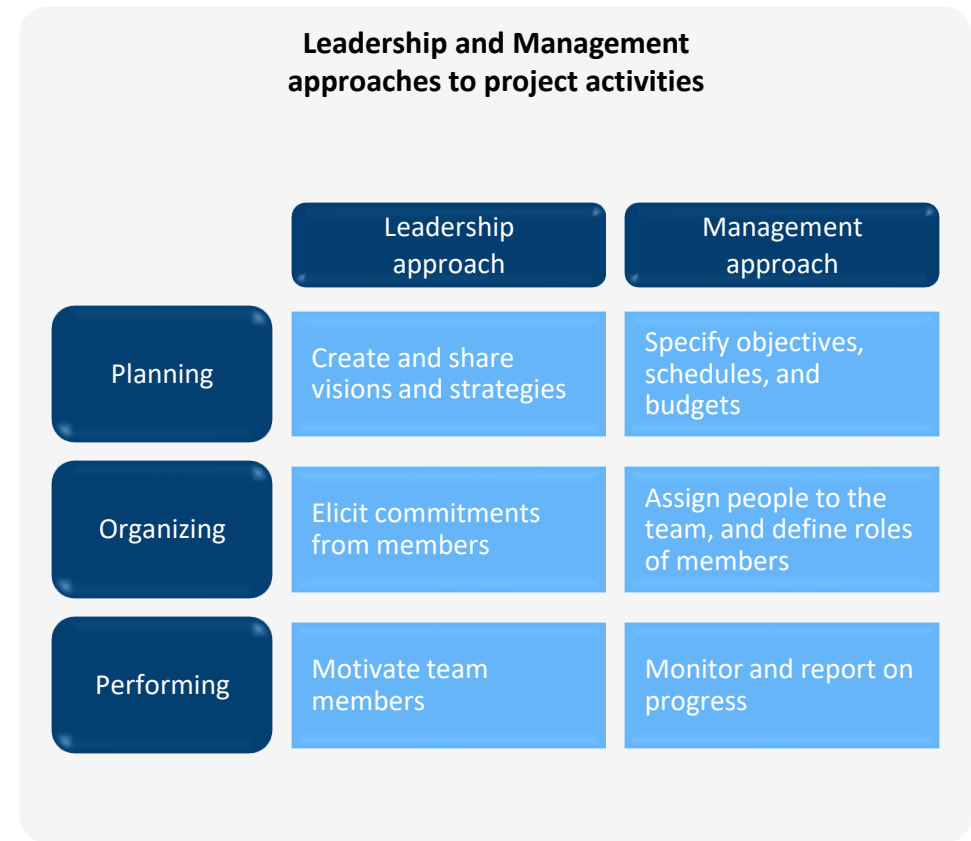 Leadership and Management
approaches to project activities
Leadership
approach
Management
approach
Planning
Create and share
visions and strategies
Specify objectives,
schedules, and
budgets
Organizing
Elicit commitments
from members
Assign people to the
team, and define roles
of members
Performing
Motivate team
members
Monitor and report on
progress